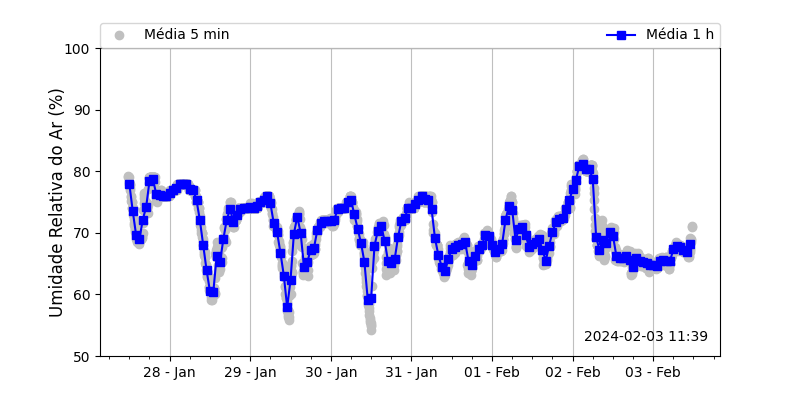 Média 5 min
Média 1 h
Umidade Relativa do Ar (%)
100
90
80
70
60
50
2024-02-03 11:39
28 - Jan
29 - Jan
30 - Jan
31 - Jan
01 - Feb
02 - Feb
03 - Feb